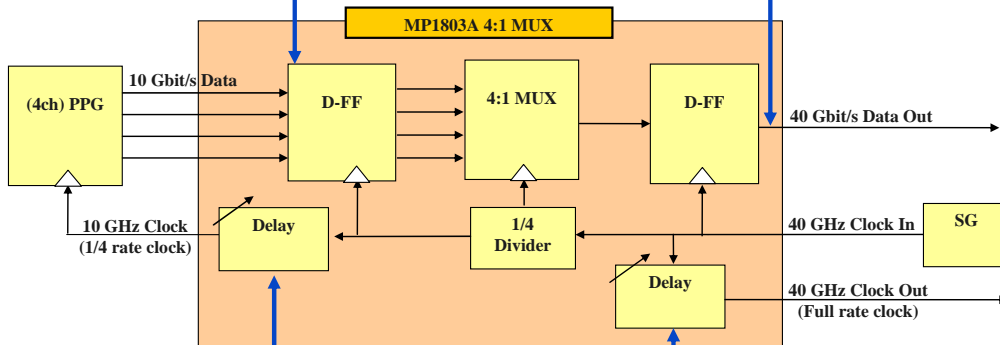 MP1803A 4:1 MUX
(4ch) PPG
10 Gbit/s Data
D-FF
4:1 MUX
D-FF
40 Gbit/s Data Out
10 GHz Clock
(1/4 rate clock)
Delay
1/4
Divider
40 GHz Clock In
SG
Delay
40 GHz Clock Out
(Full rate clock)